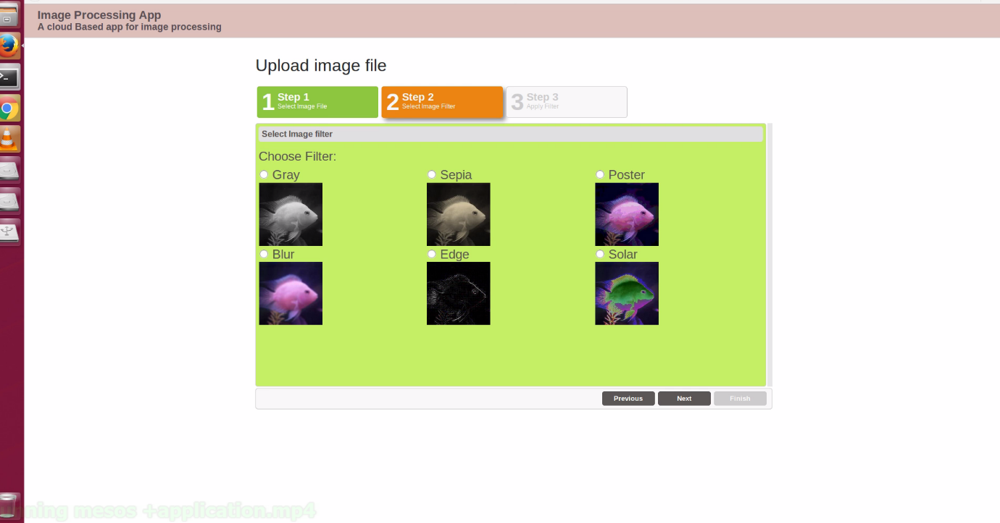 Image Processing App
A cloud Based app for image processing
Upload image file
1 Step 1
Select Image File
2 Step 2
Select Image Filter
3 Step 3
Apply Filter
Select Image filter
Choose Filter:
Gray
Sepia
Poster
Blur
Edge
Solar
Previous
Next
Finish
ning mesos +application.mp4